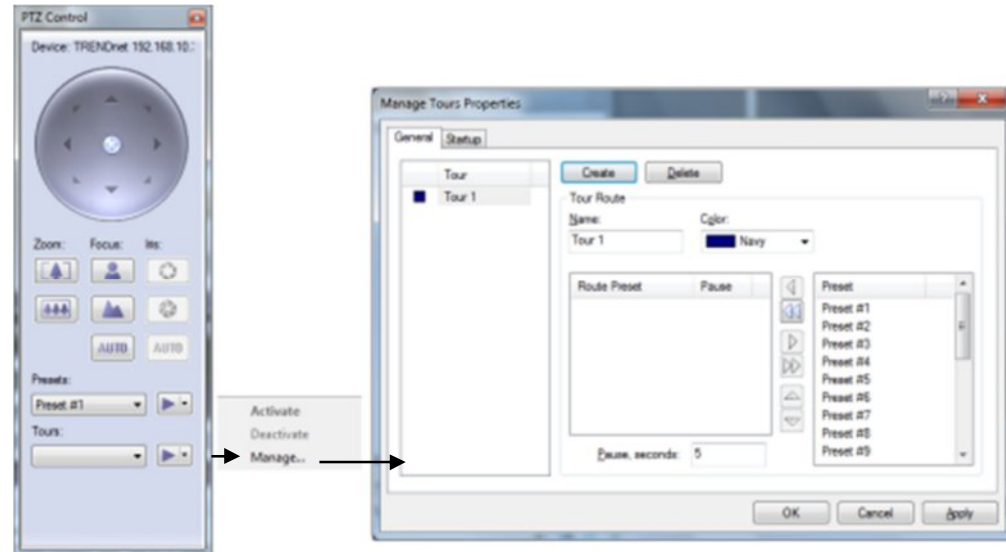 PTZ Control
Device: TRENDnet 192.168.10.:
Zoom: Focus: Iris:
AUTO AUTO
Presets:
Preset #1
Tours:
Activate
Deactivate
Manage...
Manage Tours Properties
General Startup
Tour
Tour 1
Create Delete
Tour Route
Name: Color:
Tour 1 Navy
Route Preset Pause
Preset
Preset #1
Preset #2
Preset #3
Preset #4
Preset #5
Preset #6
Preset #7
Preset #8
Preset #9
Pause, seconds: 5
OK Cancel Apply